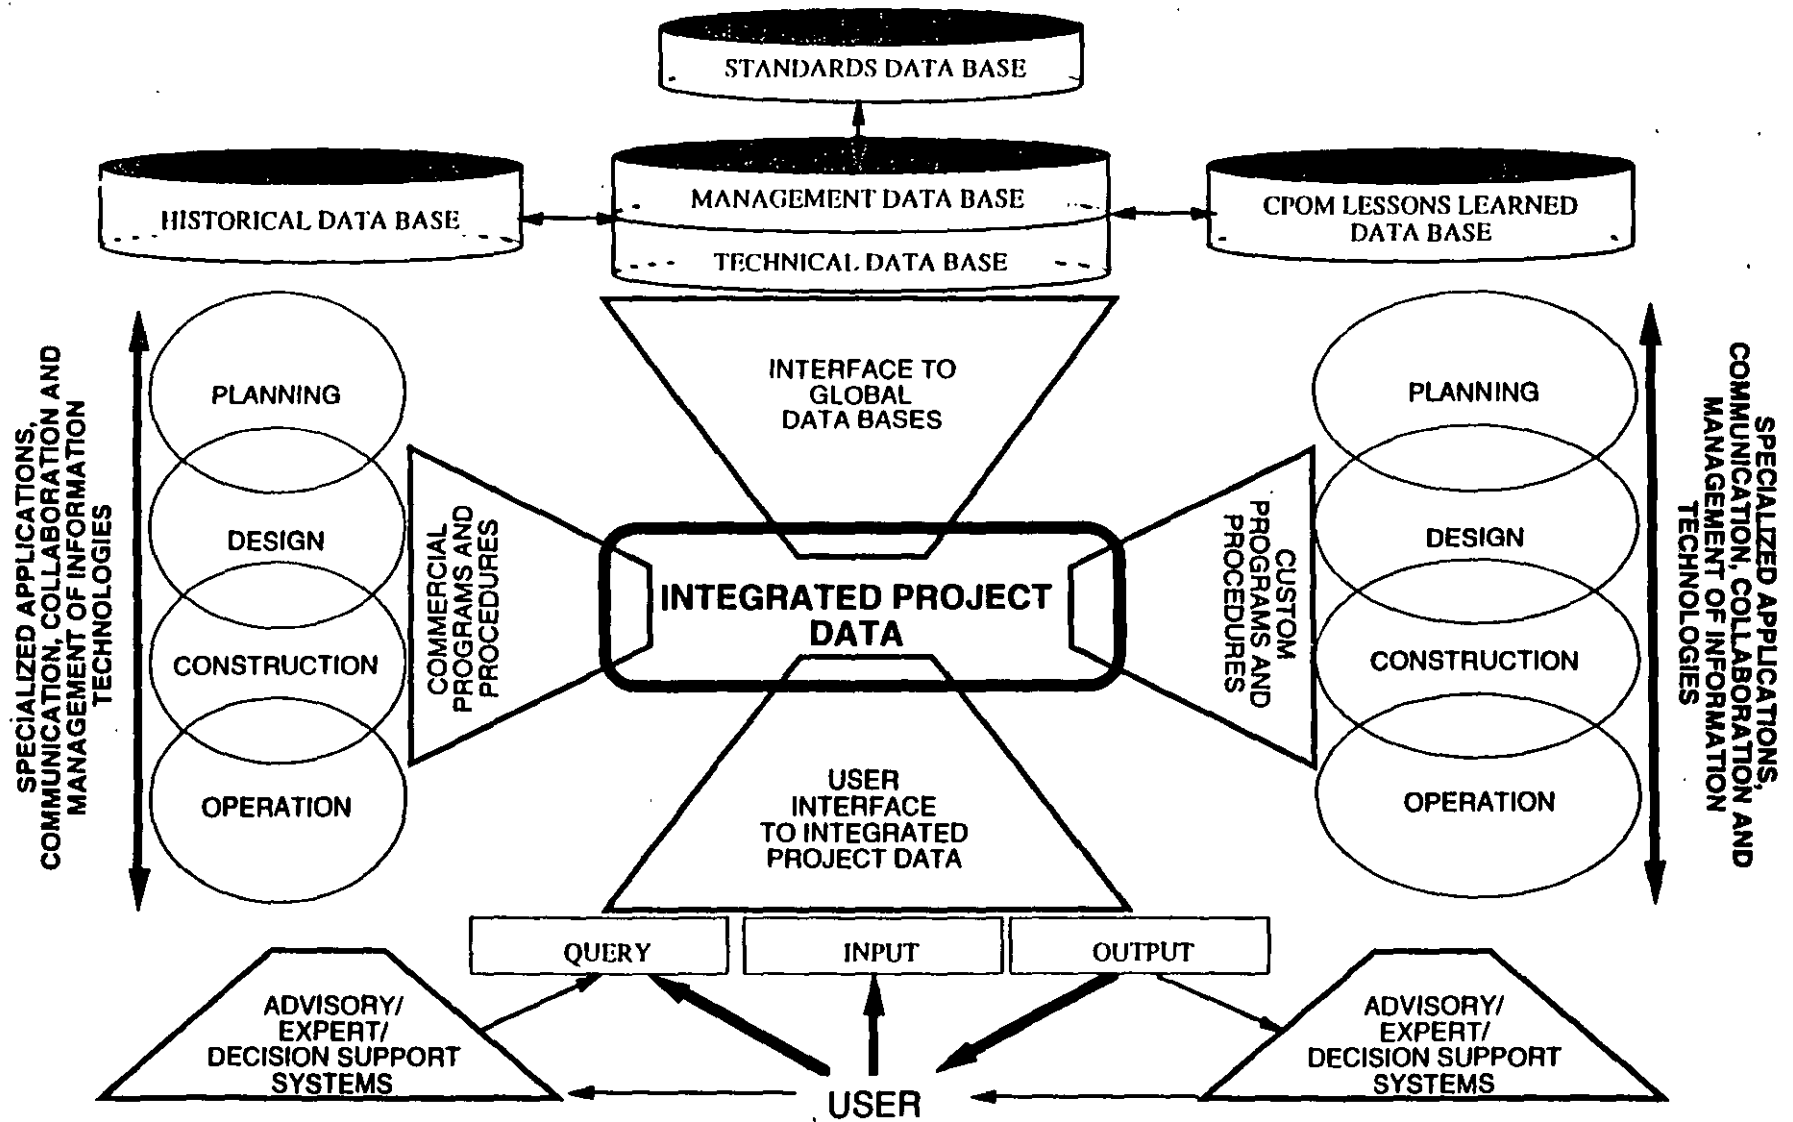 STANDARDS DATA BASE
HISTORICAL DATA BASE
MANAGEMENT DATA BASE
TECHNICAL DATA BASE
CPOM LESSONS LEARNED
DATA BASE
SPECIALIZED APPLICATIONS,
COMMUNICATION, COLLABORATION AND
MANAGEMENT OF INFORMATION
TECHNOLOGIES
PLANNING
DESIGN
CONSTRUCTION
OPERATION
COMMERCIAL
PROGRAMS AND
PROCEDURES
INTERFACE TO
GLOBAL
DATA BASES
INTEGRATED PROJECT
DATA
USER
INTERFACE
TO INTEGRATED
PROJECT DATA
CUSTOM
PROGRAMS AND
PROCEDURES
PLANNING
DESIGN
CONSTRUCTION
OPERATION
SPECIALIZED APPLICATIONS,
COMMUNICATION, COLLABORATION AND
MANAGEMENT OF INFORMATION
TECHNOLOGIES
QUERY
INPUT
OUTPUT
ADVISORY/
EXPERT/
DECISION SUPPORT
SYSTEMS
USER
ADVISORY/
EXPERT/
DECISION SUPPORT
SYSTEMS